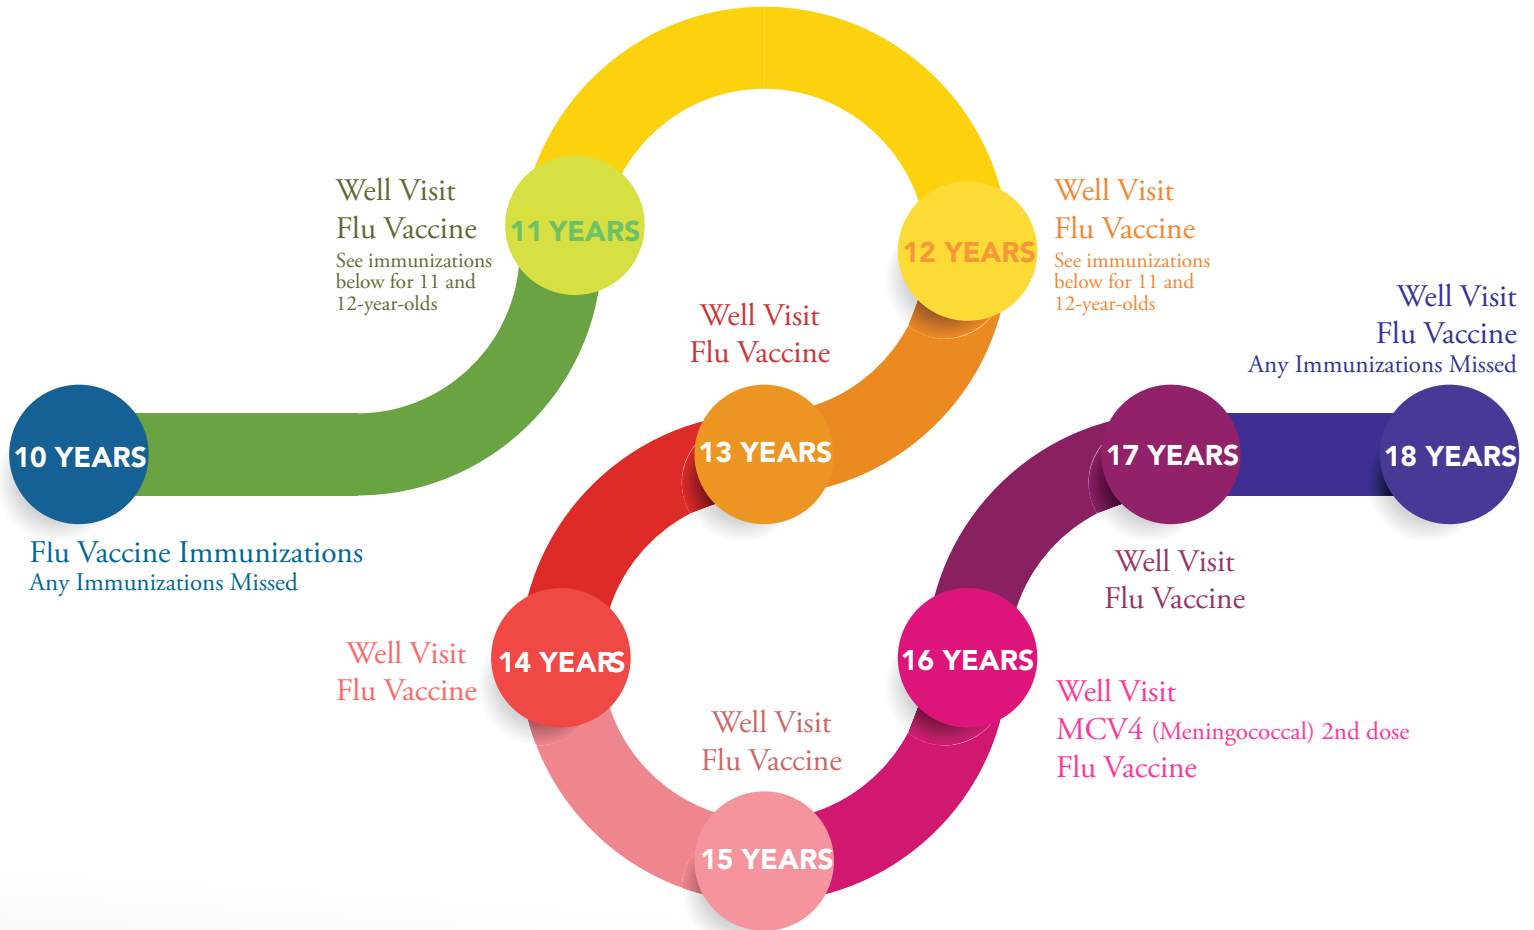 10 YEARS
Flu Vaccine Immunizations
Any Immunizations Missed
Well Visit
Flu Vaccine
See immunizations
below for 11 and
12-year-olds
11 YEARS
12 YEARS
Well Visit
Flu Vaccine
See immunizations
below for 11 and
12-year-olds
Well Visit
Flu Vaccine
13 YEARS
14 YEARS
Well Visit
Flu Vaccine
Well Visit
Flu Vaccine
15 YEARS
16 YEARS
Well Visit
MCV4 (Meningococcal) 2nd dose
Flu Vaccine
17 YEARS
Well Visit
Flu Vaccine
Well Visit
Flu Vaccine
Any Immunizations Missed
18 YEARS